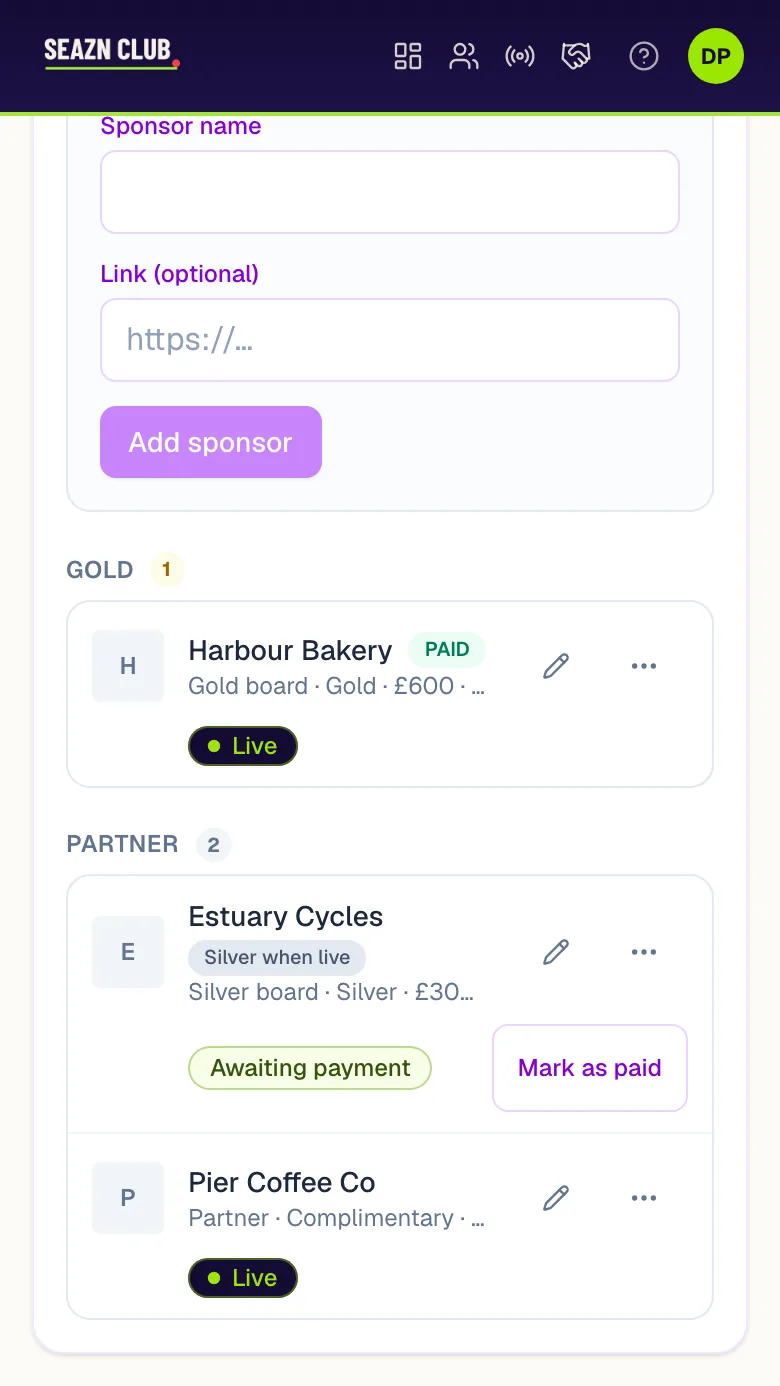 SEAZN CLUB
DP
Sponsor name
Link (optional)
https://...
Add sponsor
GOLD 1
H
Harbour Bakery PAID
Gold board · Gold · £600 · ...
Live
PARTNER 2
E
Estuary Cycles
Silver when live
Silver board · Silver · £30...
Awaiting payment
Mark as paid
P
Pier Coffee Co
Partner · Complimentary · ...
Live